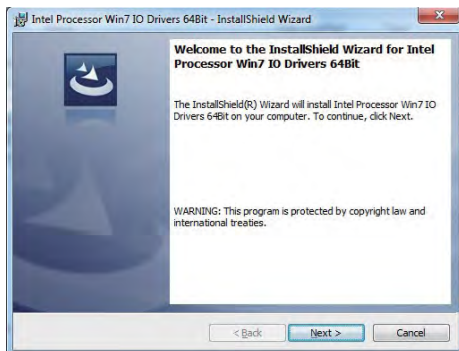 Intel Processor Win7 IO Drivers 64Bit - InstallShield Wizard
Welcome to the InstallShield Wizard for Intel
Processor Win7 IO Drivers 64Bit
The InstallShield(R) Wizard will install Intel Processor Win7 IO
Drivers 64Bit on your computer. To continue, click Next.
WARNING: This program is protected by copyright law and
international treaties.
< Back Next > Cancel